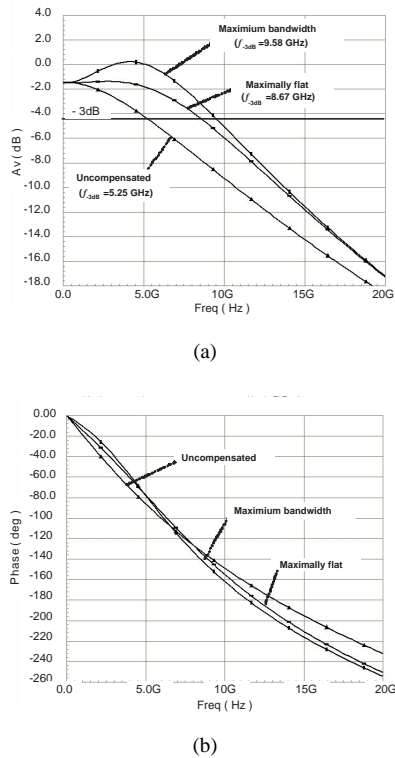 4.0
2.0
0.0
-2.0
-4.0
-6.0
-8.0
-10.0
-12.0
-14.0
-16.0
-18.0
Av ( dB )
Maximium bandwidth
(f-3dB =9.58 GHz)
Maximally flat
(f-3dB =8.67 GHz)
- 3dB
Uncompensated
(f-3dB =5.25 GHz)
0.0 5.0G 10G 15G 20G
Freq ( Hz )
(a)
0.00
-20.0
-40.0
-60.0
-80.0
-100
-120
-140
-160
-180
-200
-220
-240
-260
Phase ( deg )
Uncompensated
Maximium bandwidth
Maximally flat
0.0 5.0G 10G 15G 20G
Freq ( Hz )
(b)